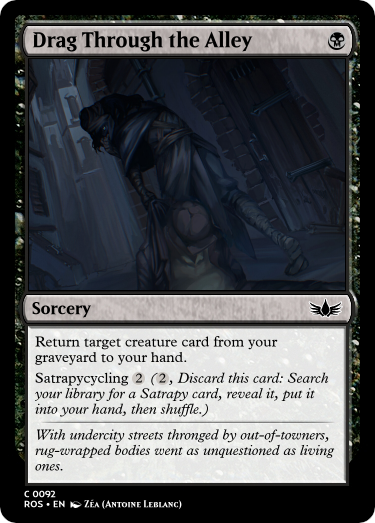 Drag Through the Alley
Sorcery
Return target creature card from your
graveyard to your hand.
Satrapycycling 2 (2, Discard this card: Search
your library for a Satrapy card, reveal it, put it
into your hand, then shuffle.)
With undercity streets thronged by out-of-towners,
rug-wrapped bodies went as unquestioned as living
ones.
C 0092
ROS • EN Zéa (Antoine Leblanc)